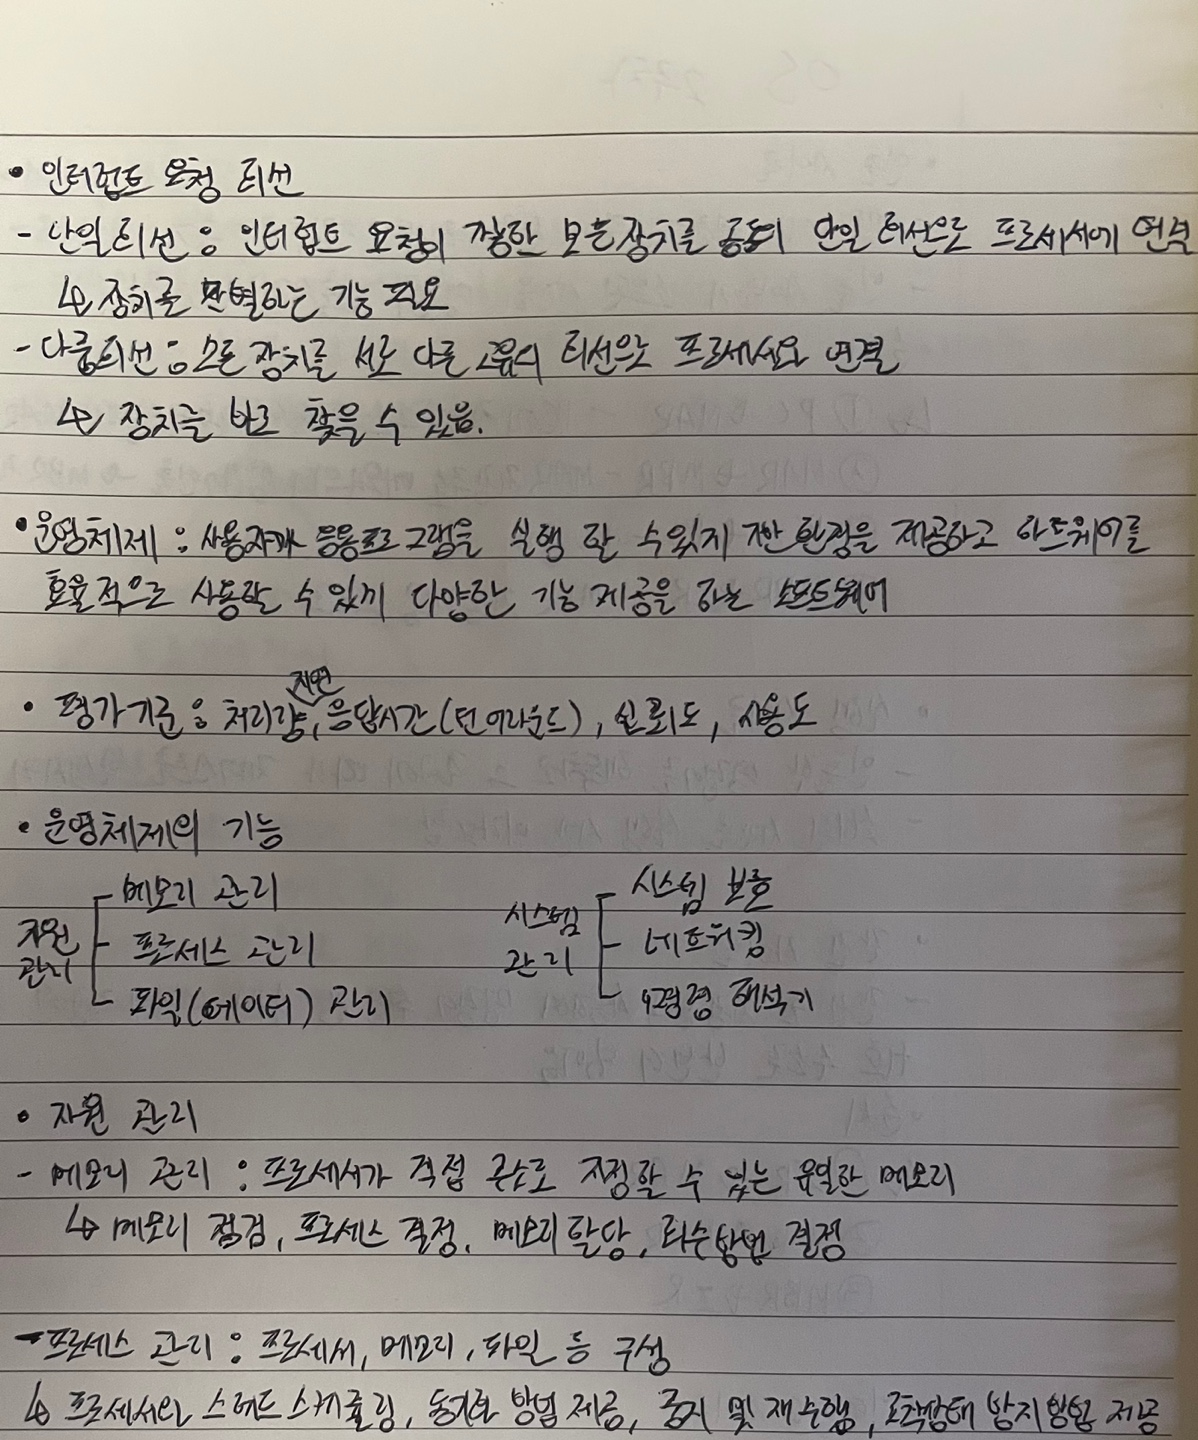 • 인터럽트 요청 회선
- 단일회선 : 인터럽트 요청이 가능한 모든장치를 공통의 단일 회선으로 프로세서에 연결
↳ 장치를 판별하는 기능 필요
- 다중회선 : 모든 장치를 서로 다른 고유의 회선으로 프로세서와 연결
↳ 장치를 바로 찾을 수 있음.
• 운영체제 : 사용자가 응용프로그램을 실행 할 수있게 기반환경을 제공하고 하드웨어를
효율적으로 사용할 수 있게 다양한 기능 제공을 하는 소프트웨어
지연
• 평가기준 : 처리량, 응답시간(턴 어라운드), 신뢰도, 사용도
• 운영체제의 기능
메모리 관리
자원 관리
프로세스 관리
파일(데이터) 관리
시스템 보호
시스템 관리
네트워킹
명령 해석기
• 자원 관리
- 메모리 관리 : 프로세서가 직접 주소로 지정할 수 있는 유일한 메모리
↳ 메모리 점검, 프로세스 결정, 메모리 할당, 회수방법 결정
- 프로세스 관리 : 프로세서, 메모리, 파일 등 구성
↳ 프로세서와 스레드 스케줄링, 동기화 방법 제공, 중지 및 재수행, 교착상태 방지방법 제공